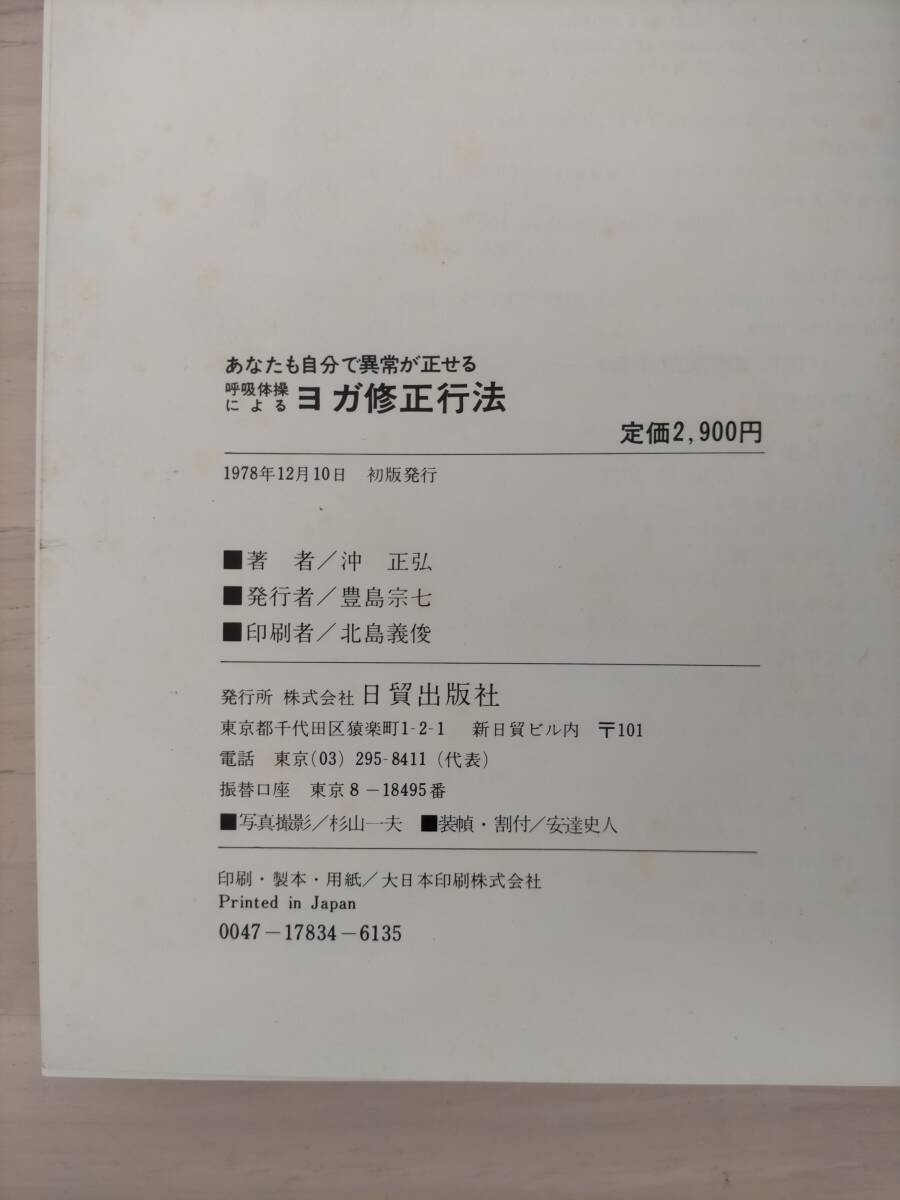 あなたも自分で異常が正せる
呼吸体操による ヨガ修正行法
定価2,900円
1978年12月10日 初版発行
■著 者／沖 正弘
■発行者／豊島宗七
■印刷者／北島義俊
発行所 株式会社 日貿出版社
東京都千代田区猿楽町1-2-1 新日貿ビル内 〒101
電話 東京(03) 295-8411 (代表)
振替口座 東京8－18495番
■写真撮影／杉山一夫 ■装幀・割付／安達史人
印刷・製本・用紙／大日本印刷株式会社
Printed in Japan
0047－17834－6135